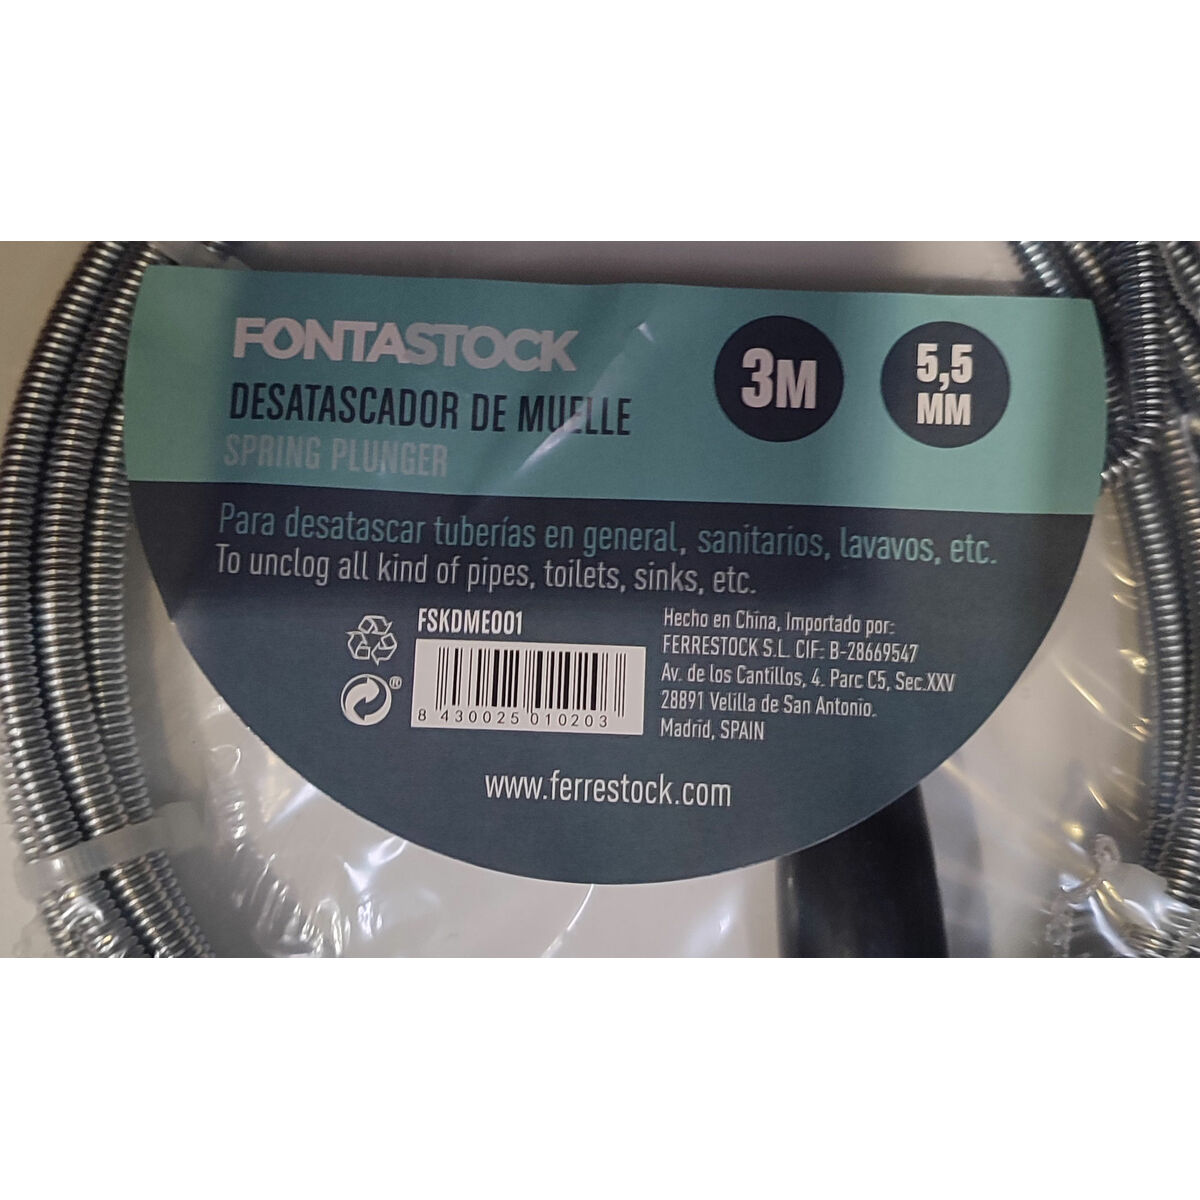 FONTASTOCK
DESATASCADOR DE MUELLE
SPRING PLUNGER
3M
5,5
MM
Para desatascar tuberías en general, sanitarios, lavavos, etc.
To unclog all kind of pipes, toilets, sinks, etc.
FSKDME001
8 430025 010203
®
Hecho en China, Importado por:
FERRESTOCK S.L. CIF: B-28669547
Av. de los Cantillos, 4. Parc C5, Sec.XXV
28891 Velilla de San Antonio.
Madrid, SPAIN
www.ferrestock.com